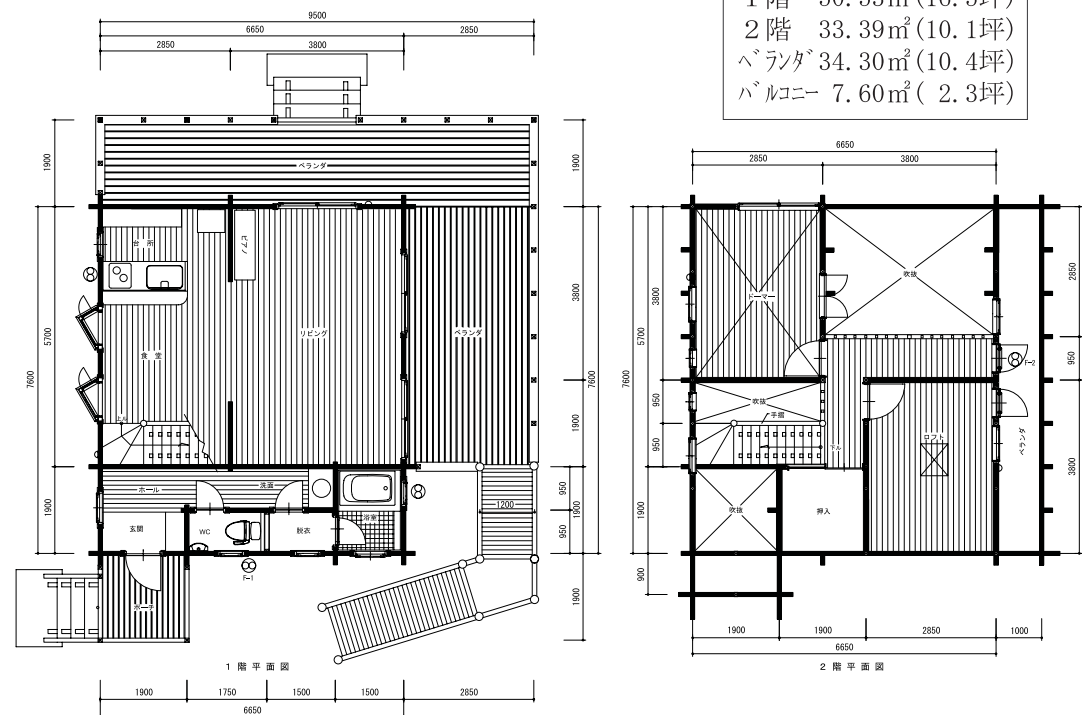 2階 33.39㎡(10.1坪)
ベランダ 34.30㎡(10.4坪)
バルコニー 7.60㎡( 2.3坪)
9500
6650 2850
2850 3800
1900
5700
7600
1900
ベランダ
台所
ピアノ
リビング
ベランダ
食堂
上ル
ホール
洗面
玄関
WC
脱衣
浴室
ポーチ
F-1
1900
3800
7600
1900
950
1900
950
1200
1900
1階平面図
1900 1750 1500 1500 2850
6650
6650
2850 3800
3800
5700
7600
950
950
1900
900
ドーマー
吹抜
吹抜
手摺
下ル
ロフト
吹抜
押入
F-2
ベランダ
2850
950
3800
1900 1900 2850 1000
6650
2階平面図